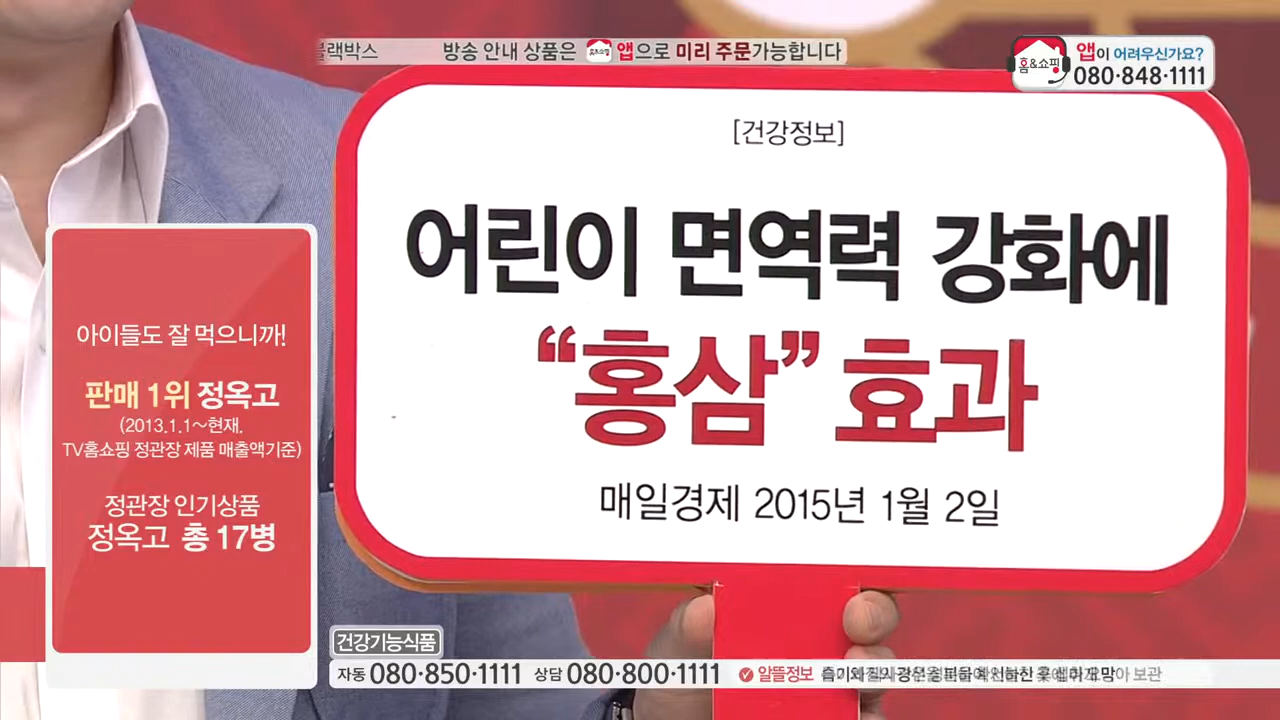 블랙박스 방송 안내 상품은 홈&쇼핑 앱으로 미리 주문가능합니다
홈&쇼핑
앱이 어려우신가요?
080·848·1111
[건강정보]
어린이 면역력 강화에
“홍삼” 효과
매일경제 2015년 1월 2일
아이들도 잘 먹으니까!
판매 1위 정옥고
(2013.1.1~현재.
TV홈쇼핑 정관장 제품 매출액기준)
정관장 인기상품
정옥고 총 17병
건강기능식품
자동 080·850·1111 상담 080·800·1111
알뜰정보 보관